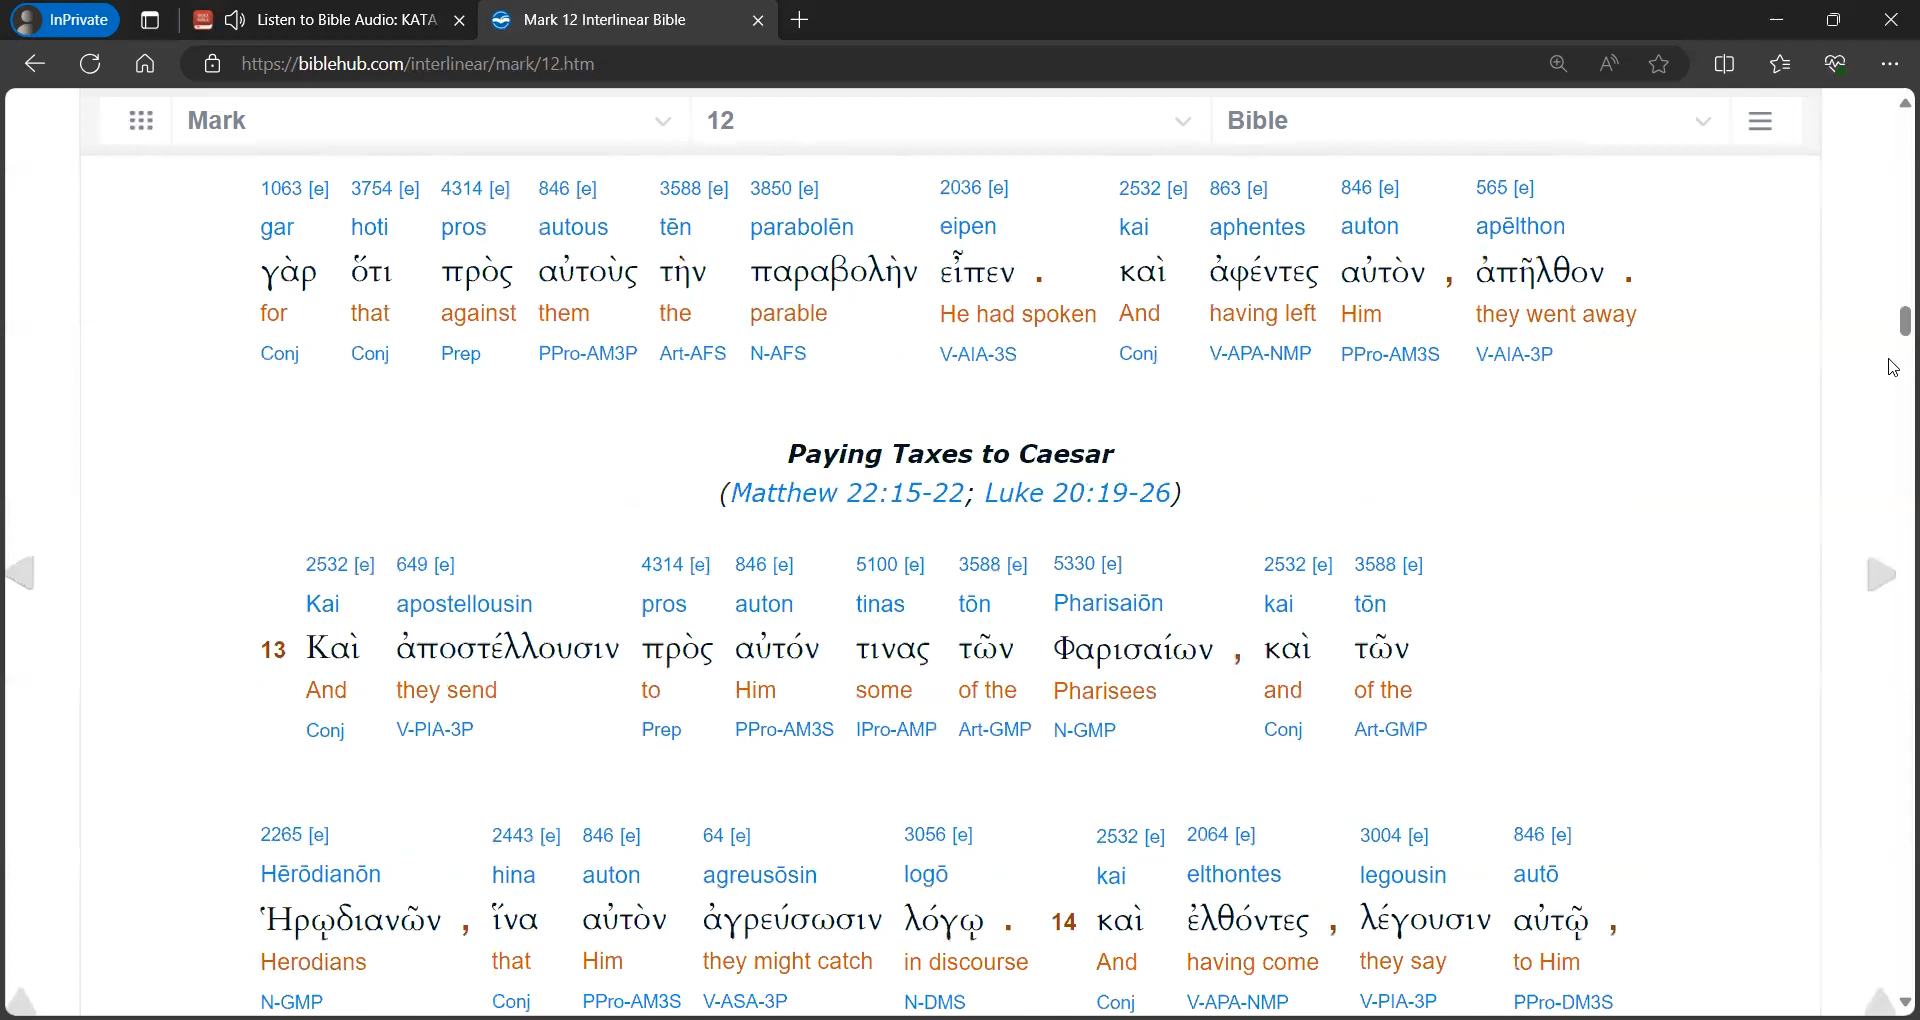 InPrivate Listen to Bible Audio: KATA Mark 12 Interlinear Bible
https://biblehub.com/interlinear/mark/12.htm
Mark 12 Bible
1063 [e] 3754 [e] 4314 [e] 846 [e] 3588 [e] 3850 [e] 2036 [e] 2532 [e] 863 [e] 846 [e] 565 [e]
gar hoti pros autous tēn parabolēn eipen kai aphentes auton apēlthon
γὰρ ὅτι πρὸς αὐτοὺς τὴν παραβολὴν εἶπεν . καὶ ἀφέντες αὐτὸν , ἀπῆλθον .
for that against them the parable He had spoken And having left Him they went away
Conj Conj Prep PPro-AM3P Art-AFS N-AFS V-AIA-3S Conj V-APA-NMP PPro-AM3S V-AIA-3P
Paying Taxes to Caesar
(Matthew 22:15-22; Luke 20:19-26)
2532 [e] 649 [e] 4314 [e] 846 [e] 5100 [e] 3588 [e] 5330 [e] 2532 [e] 3588 [e]
Kai apostellousin pros auton tinas tōn Pharisaiōn kai tōn
13 Καὶ ἀποστέλλουσιν πρὸς αὐτόν τινας τῶν Φαρισαίων , καὶ τῶν
And they send to Him some of the Pharisees and of the
Conj V-PIA-3P Prep PPro-AM3S IPro-AMP Art-GMP N-GMP Conj Art-GMP
2265 [e] 2443 [e] 846 [e] 64 [e] 3056 [e] 2532 [e] 2064 [e] 3004 [e] 846 [e]
Hērōdianōn hina auton agreusōsin logō kai elthontes legousin autō
Ἡρῳδιανῶν , ἵνα αὐτὸν ἀγρεύσωσιν λόγῳ . 14 καὶ ἐλθόντες , λέγουσιν αὐτῷ ,
Herodians that Him they might catch in discourse And having come they say to Him
N-GMP Conj PPro-AM3S V-ASA-3P N-DMS Conj V-APA-NMP V-PIA-3P PPro-DM3S